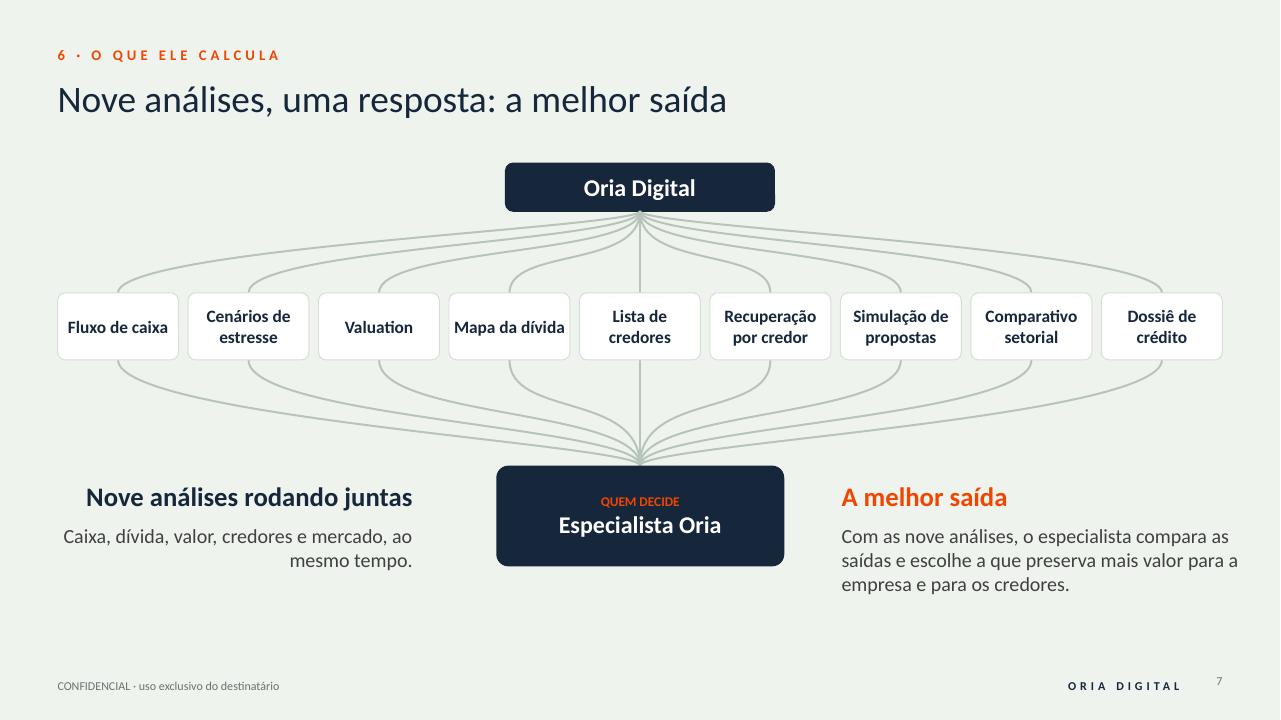 6 · O QUE ELE CALCULA
Nove análises, uma resposta: a melhor saída
Oria Digital
Fluxo de caixa
Cenários de
estresse
Valuation
Mapa da dívida
Lista de
credores
Recuperação
por credor
Simulação de
propostas
Comparativo
setorial
Dossiê de
crédito
Nove análises rodando juntas
Caixa, dívida, valor, credores e mercado, ao
mesmo tempo.
QUEM DECIDE
Especialista Oria
A melhor saída
Com as nove análises, o especialista compara as
saídas e escolhe a que preserva mais valor para a
empresa e para os credores.
CONFIDENCIAL · uso exclusivo do destinatário
ORIA DIGITAL
7